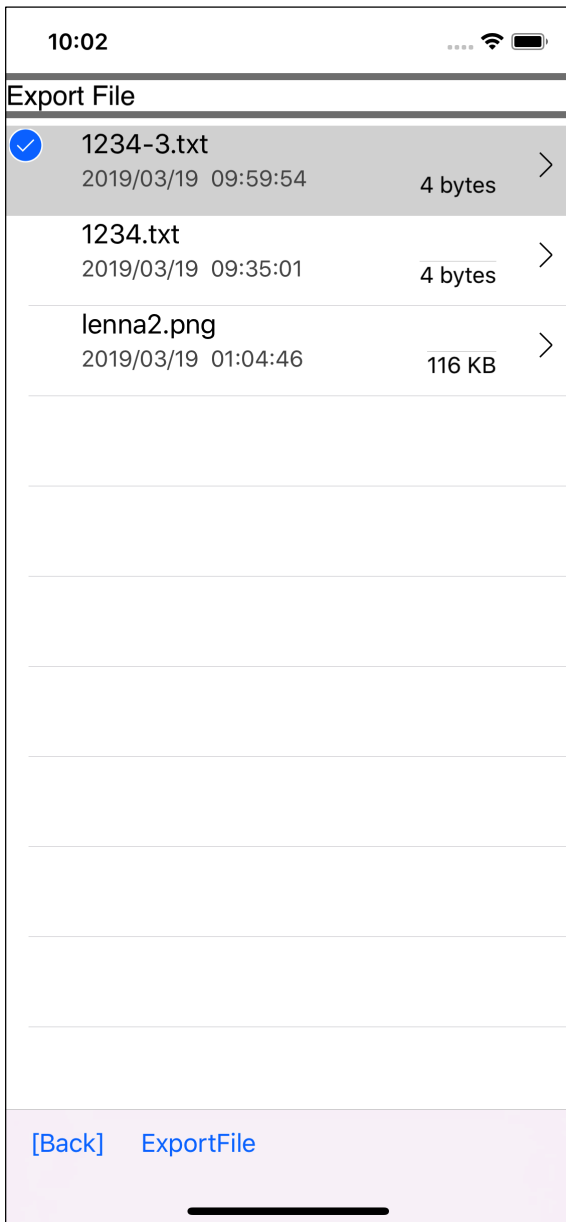 10:02
Export File
1234-3.txt
2019/03/19 09:59:54
4 bytes
1234.txt
2019/03/19 09:35:01
4 bytes
lenna2.png
2019/03/19 01:04:46
116 KB
[Back] ExportFile